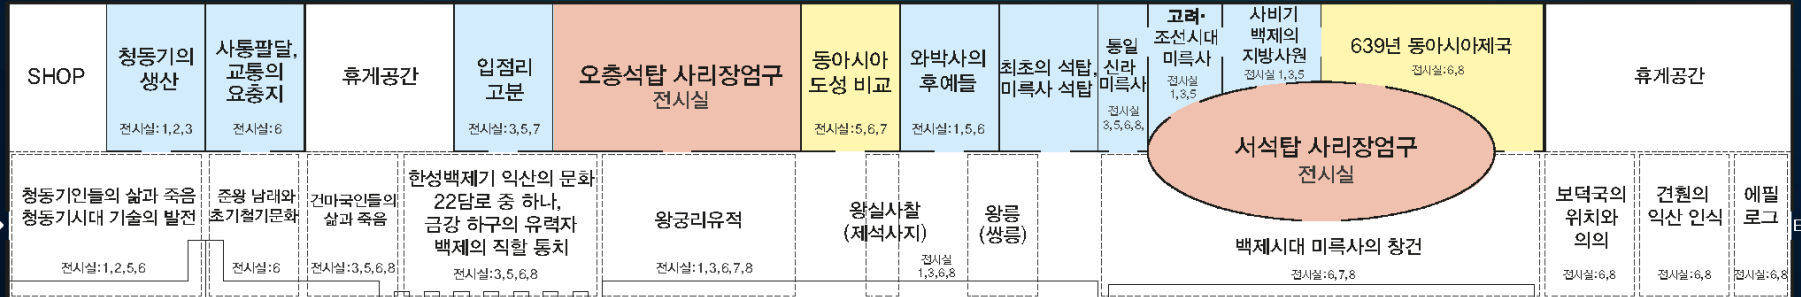 SHOP
청동기의
생산
전시실:1,2,3
사통팔달,
교통의
요충지
전시실:6
휴게공간
입점리
고분
전시실:3,5,7
오층석탑 사리장엄구
전시실
동아시아
도성 비교
전시실:5,6,7
와박사의
후예들
전시실:1,5,6
최초의 석탑,
미륵사 석탑
통일
신라
미륵사
전시실
3,5,6,8,
고려·
조선시대
미륵사
전시실
1,3,5
사비기
백제의
지방사원
전시실 1,3,5
639년 동아시아제국
전시실:6,8
휴게공간
서석탑 사리장엄구
전시실
청동기인들의 삶과 죽음
청동기시대 기술의 발전
전시실:1,2,5,6
준왕 남래와
초기철기문화
전시실:6
건마국인들의
삶과 죽음
전시실:3,5,6,8
한성백제기 익산의 문화
22담로 중 하나,
금강 하구의 유력자
백제의 직할 통치
전시실:3,5,6,8
왕궁리유적
전시실:1,3,6,7,8
왕실사찰
(제석사지)
전시실
1,3,6,8
왕릉
(쌍릉)
백제시대 미륵사의 창건
전시실:6,7,8
보덕국의
위치와
의의
전시실:6,8
견훤의
익산 인식
전시실:6,8
에필
로그
전시실:6,8